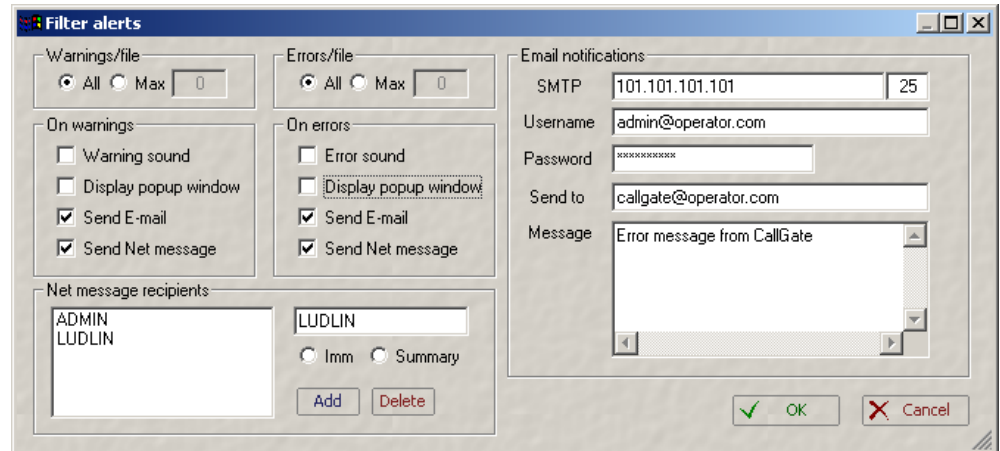 Filter alerts
Warnings/file
All Max 0
Errors/file
All Max 0
On warnings
Warning sound
Display popup window
Send E-mail
Send Net message
On errors
Error sound
Display popup window
Send E-mail
Send Net message
Net message recipients
ADMIN
LUDLIN
LUDLIN
Imm Summary
Add Delete
Email notifications
SMTP 101.101.101.101 25
Username admin@operator.com
Password **********
Send to callgate@operator.com
Message Error message from CallGate
OK Cancel